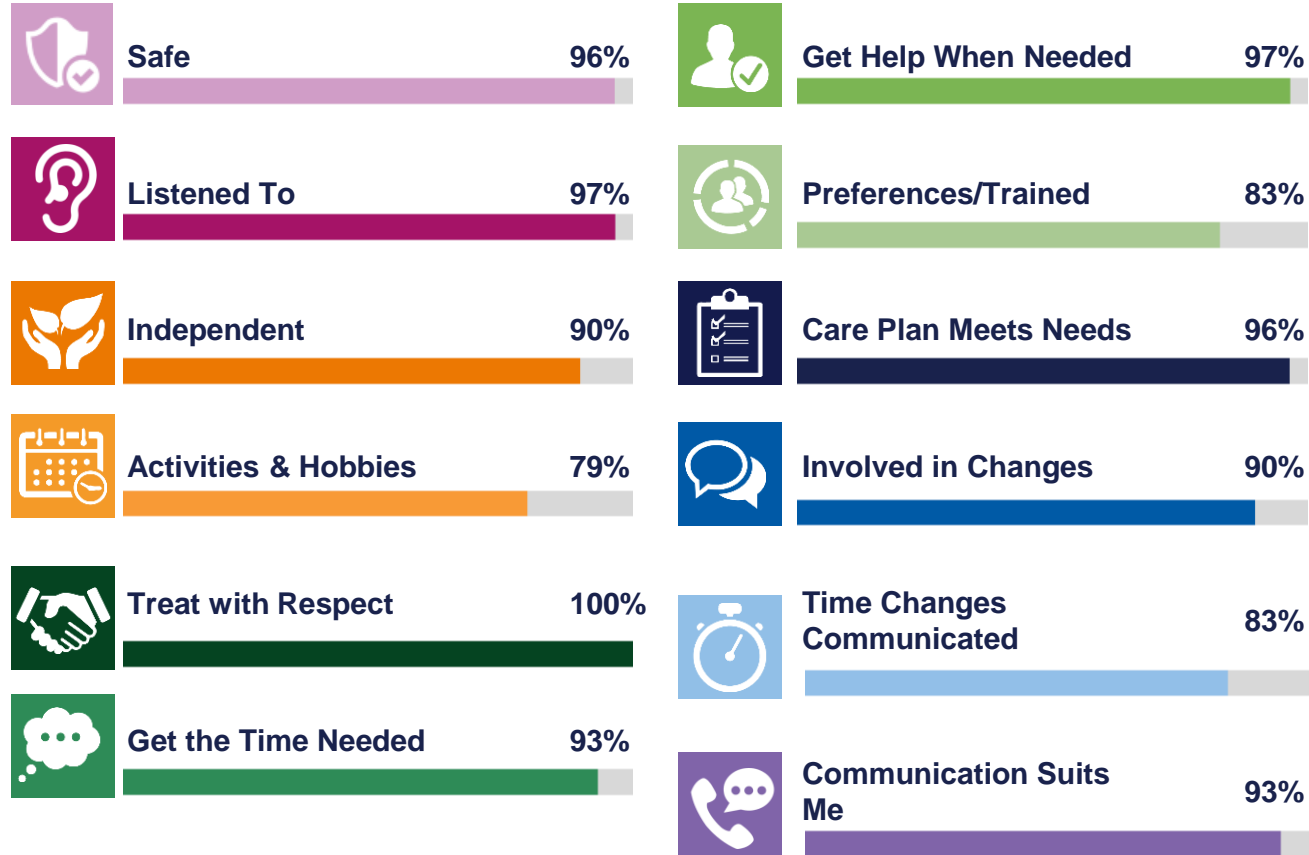 Safe 96%
Listened To 97%
Independent 90%
Activities & Hobbies 79%
Treat with Respect 100%
Get the Time Needed 93%
Get Help When Needed 97%
Preferences/Trained 83%
Care Plan Meets Needs 96%
Involved in Changes 90%
Time Changes
Communicated 83%
Communication Suits
Me 93%